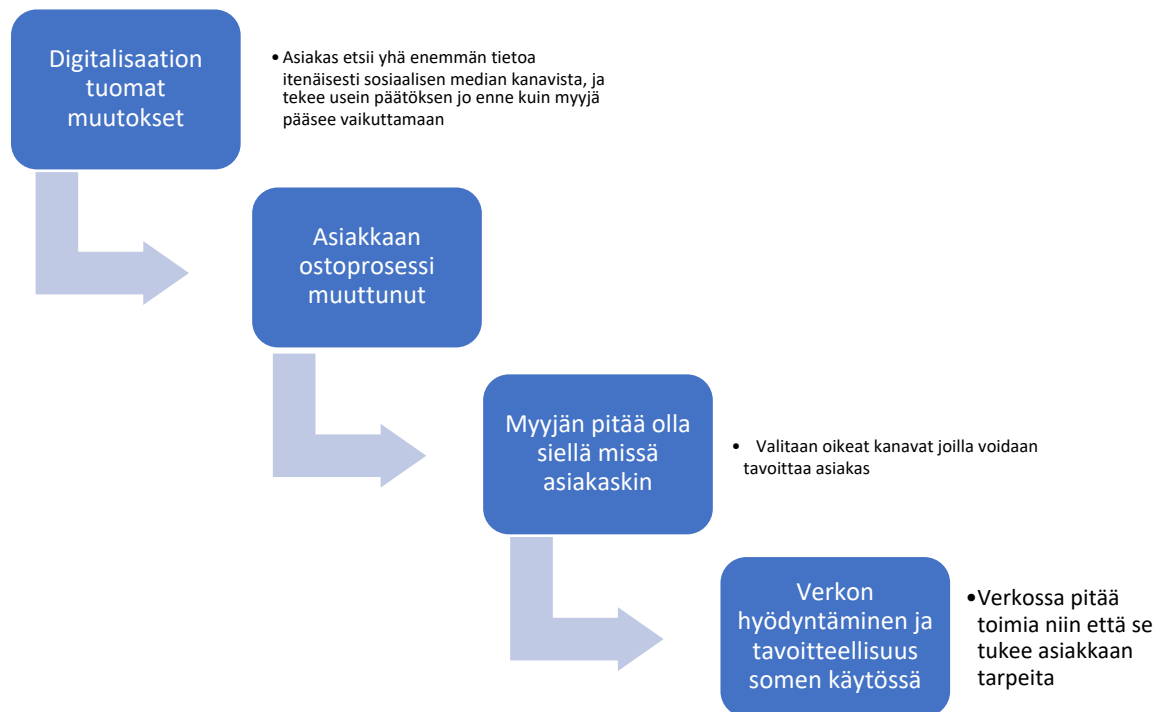 Digitalisaation
tuomat
muutokset
•Asiakas etsii yhä enemmän tietoa
itenäisesti sosiaalisen median kanavista, ja
tekee usein päätöksen jo enne kuin myyjä
pääsee vaikuttamaan
Asiakkaan
ostoprosessi
muuttunut
Myyjän pitää olla
siellä missä
asiakaskin
• Valitaan oikeat kanavat joilla voidaan
tavoittaa asiakas
Verkon
hyödyntäminen ja
tavoitteellisuus
somen käytössä
•Verkossa pitää
toimia niin että se
tukee asiakkaan
tarpeita